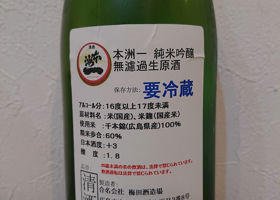 本洲一 純米吟醸
無濾過生原酒
保存方法: 要冷蔵
アルコール分: 16度以上17度未満
原材料名: 米(国産)、米麹(国産米)
使用米: 千本錦(広島県産)100%
精米歩合: 60%
日本酒度: +3
酸度: 1.8
製造者:
合名会社 梅田酒造場
清酒